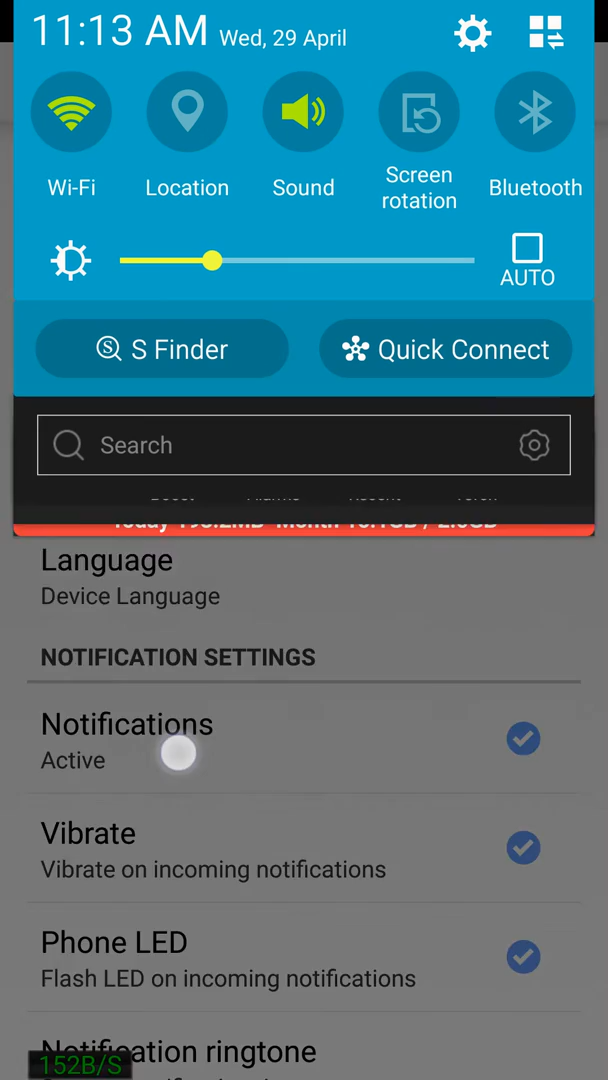 11:13 AM Wed, 29 April
Wi-Fi
Location
Sound
Screen
rotation
Bluetooth
AUTO
S Finder
Quick Connect
Search
Language
Device Language
NOTIFICATION SETTINGS
Notifications
Active
Vibrate
Vibrate on incoming notifications
Phone LED
Flash LED on incoming notifications
Notification ringtone
152B/S